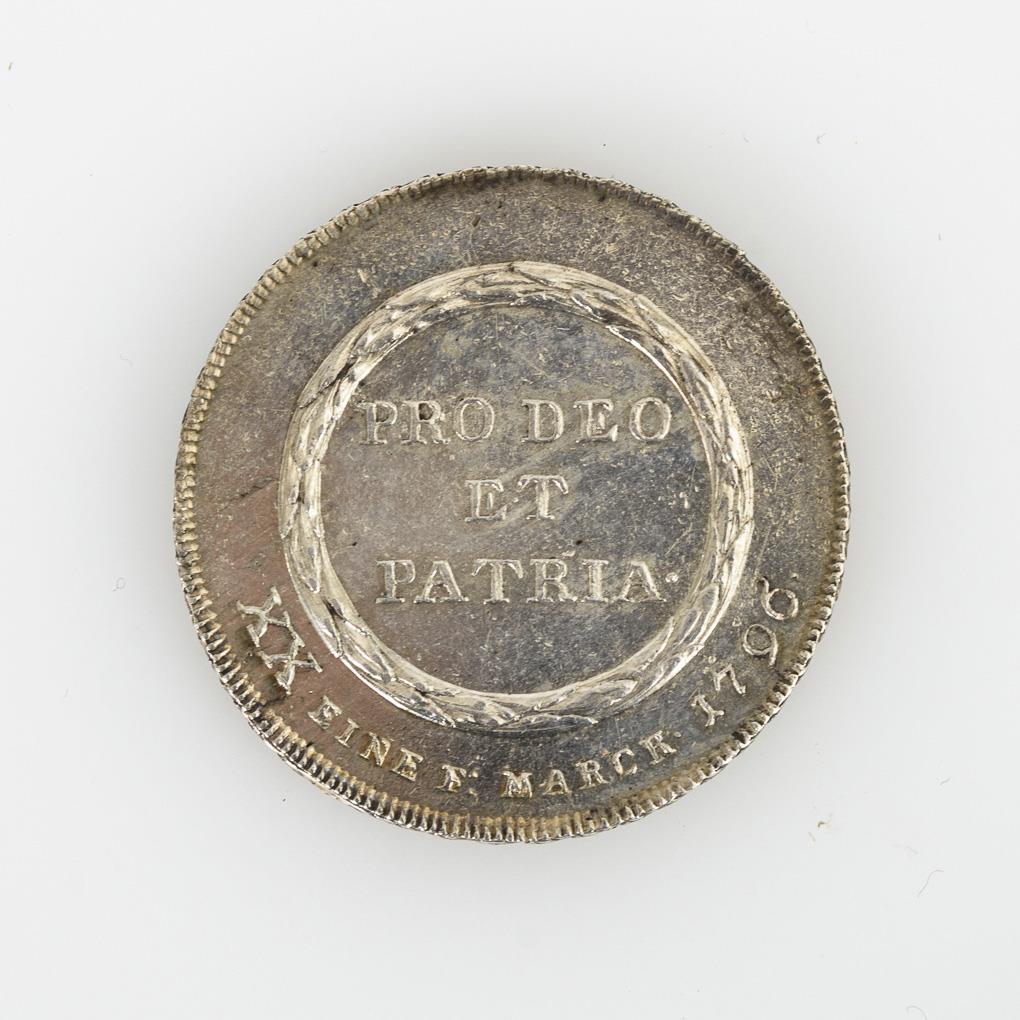 PRO DEO
ET
PATRIA·
XX EINE F: MARCK· 1796·